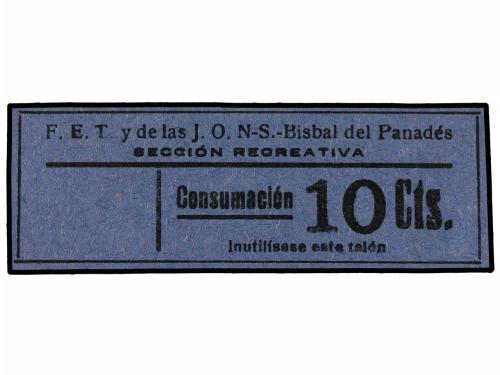 F. E. T. y de las J. O. N-S.-Bisbal del Panadés
SECCIÓN RECREATIVA
Consumación 10 Cts.
Inutilísese este talón